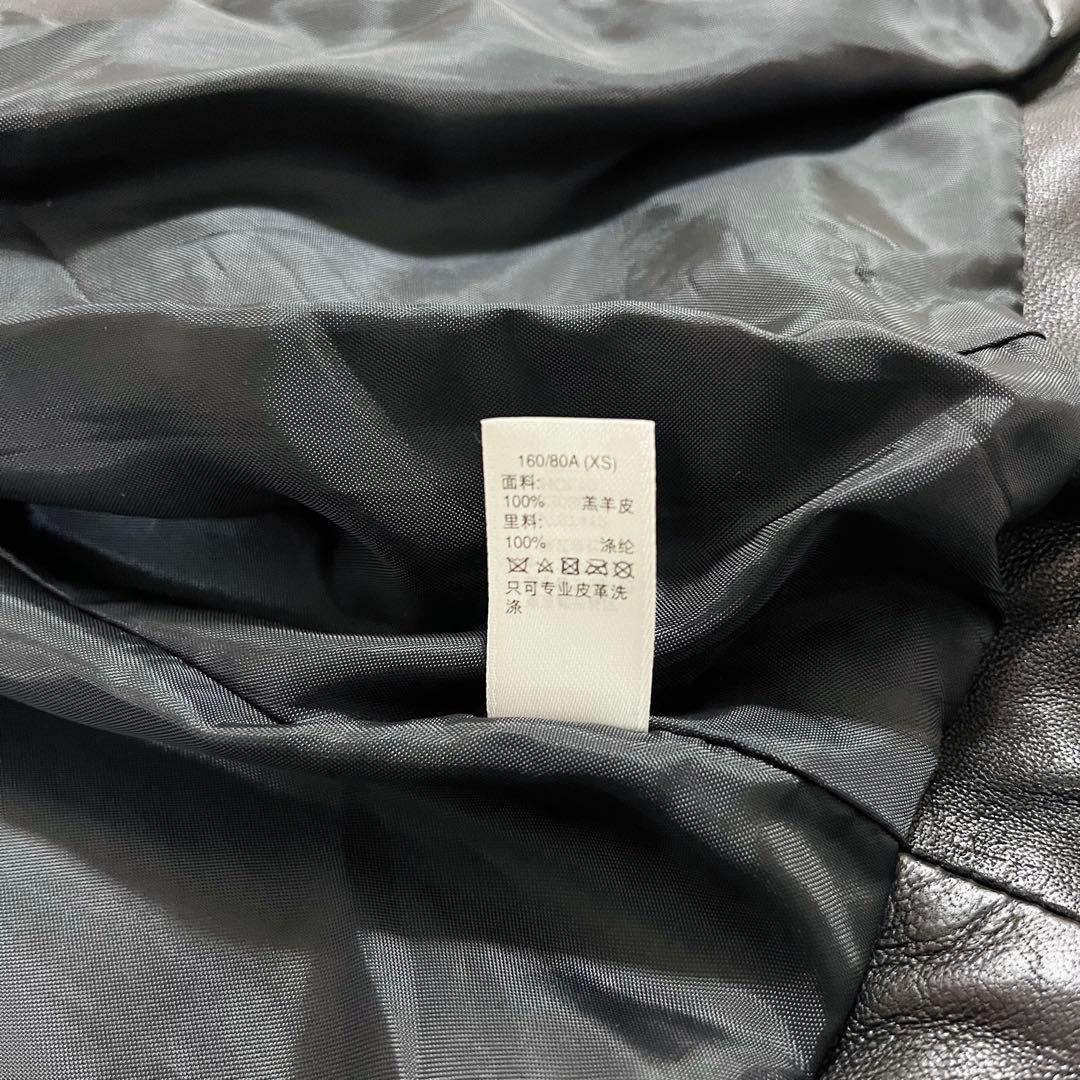 160/80A (XS)
面料:
100% 羔羊皮
里料:
100% 涤纶
只可专业皮革洗
涤